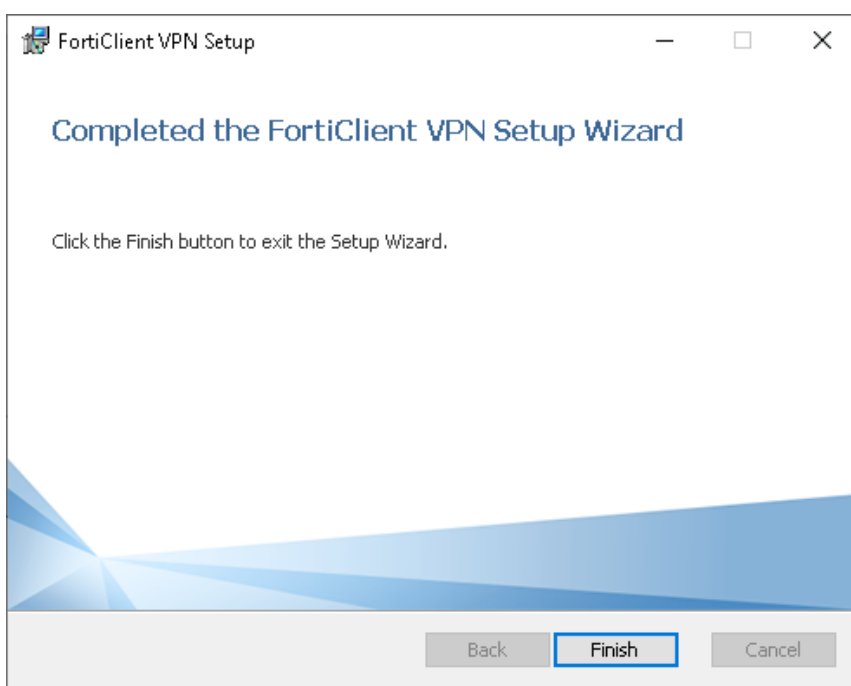 FortiClient VPN Setup
Completed the FortiClient VPN Setup Wizard
Click the Finish button to exit the Setup Wizard.
Back
Finish
Cancel